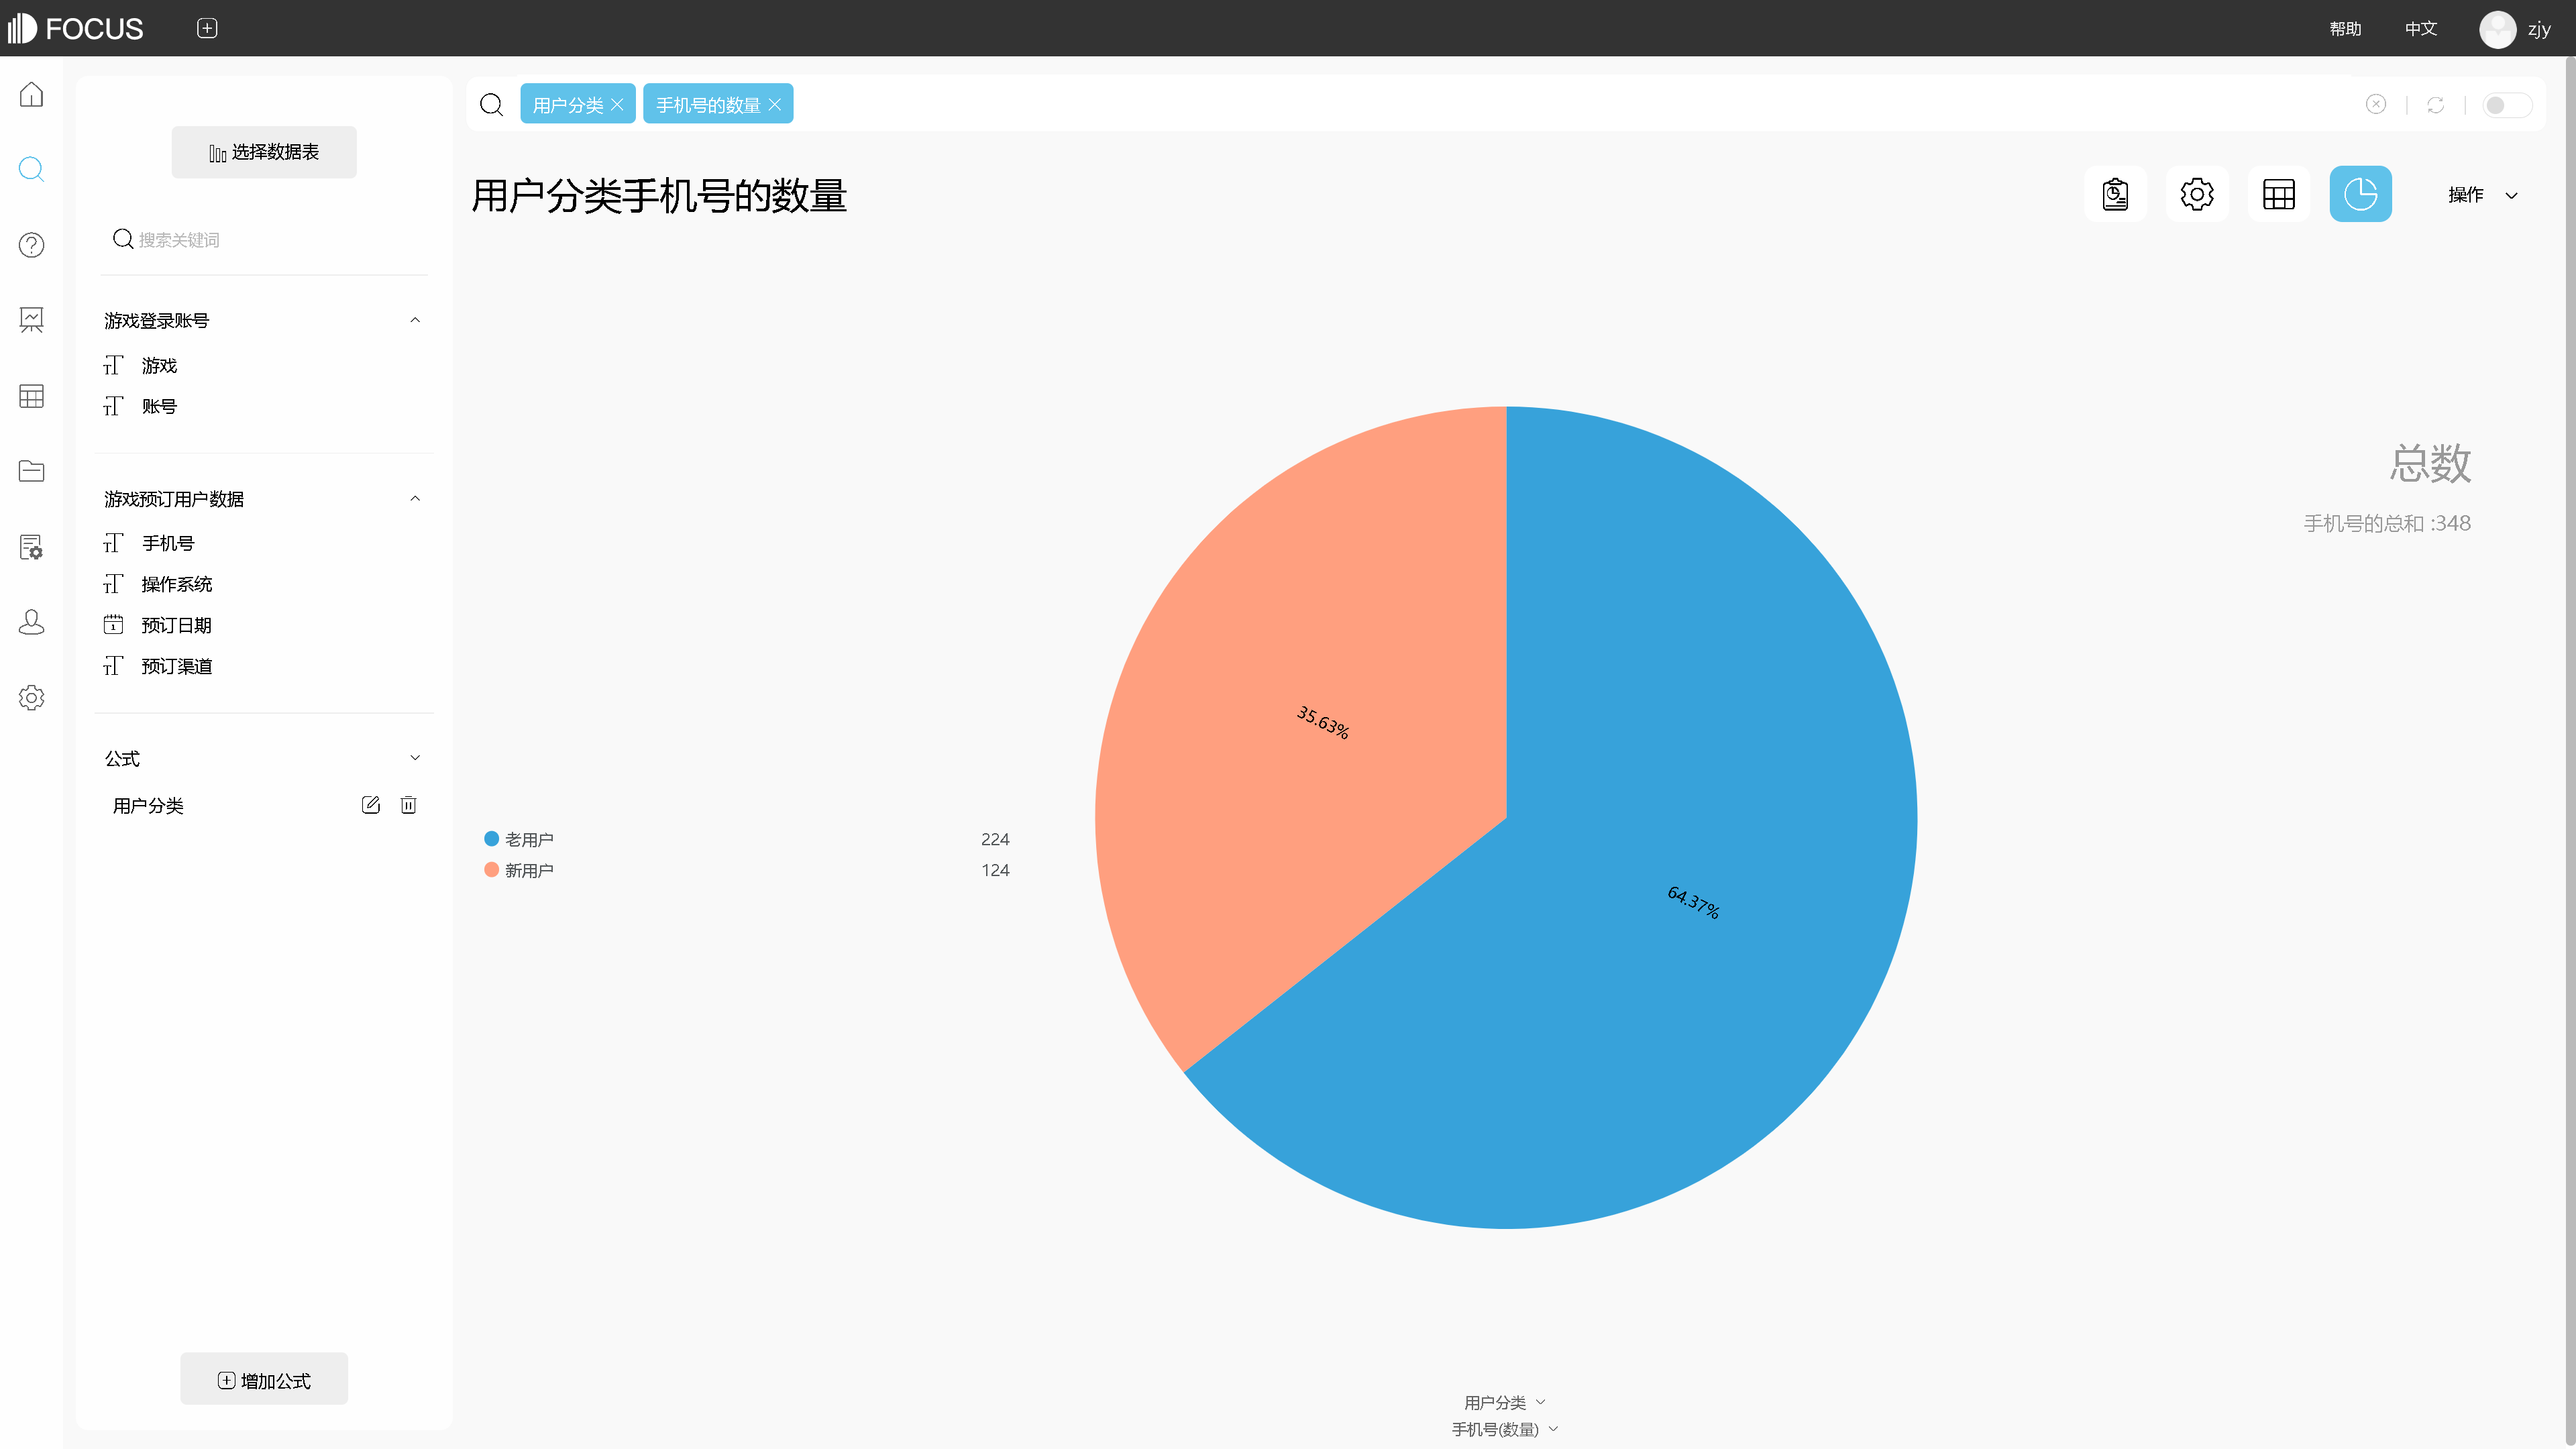 FOCUS
帮助 中文 zjy
选择数据表
搜索关键词
游戏登录账号
游戏
账号
游戏预订用户数据
手机号
操作系统
预订日期
预订渠道
公式
用户分类
增加公式
用户分类 手机号的数量
用户分类手机号的数量
操作
总数
手机号的总和 :348
35.63%
64.37%
老用户 224
新用户 124
用户分类
手机号(数量)